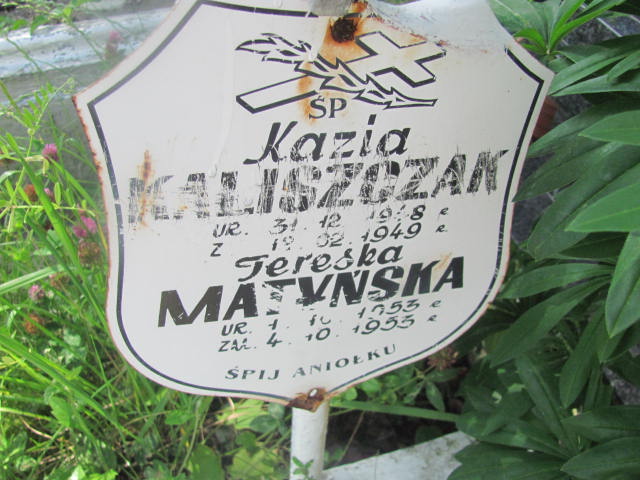 ŚP
Kazia
KALISZCZAK
UR. 31.12.1948 r
Z 19.02.1949 r
Tereska
MATYŃSKA
UR. 1.10.1953 r
ZM. 4.10.1953 r
ŚPIJ ANIOŁKU